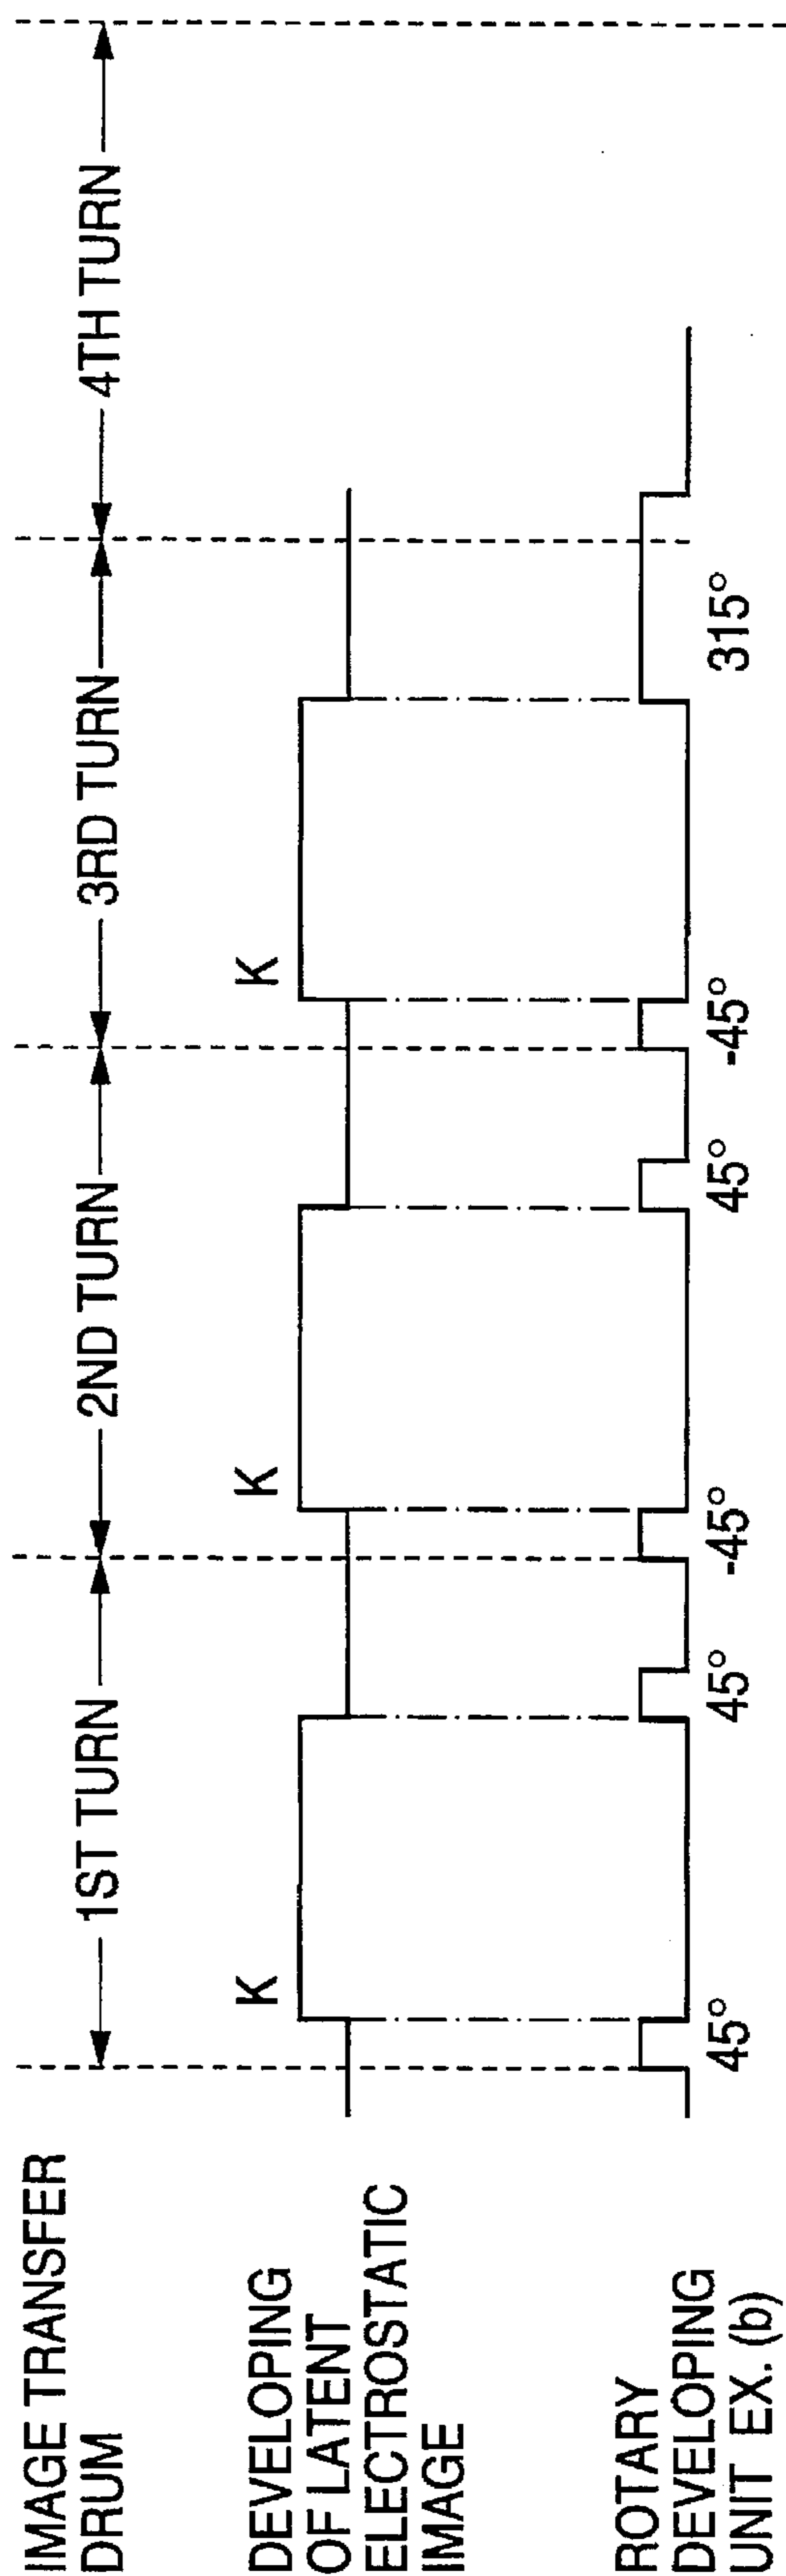 IMAGE TRANSFER
DRUM
1ST TURN
2ND TURN
3RD TURN
4TH TURN
DEVELOPING
OF LATENT
ELECTROSTATIC
IMAGE
K
K
K
ROTARY
DEVELOPING
UNIT EX. (b)
45°
45°
-45°
45°
-45°
315°